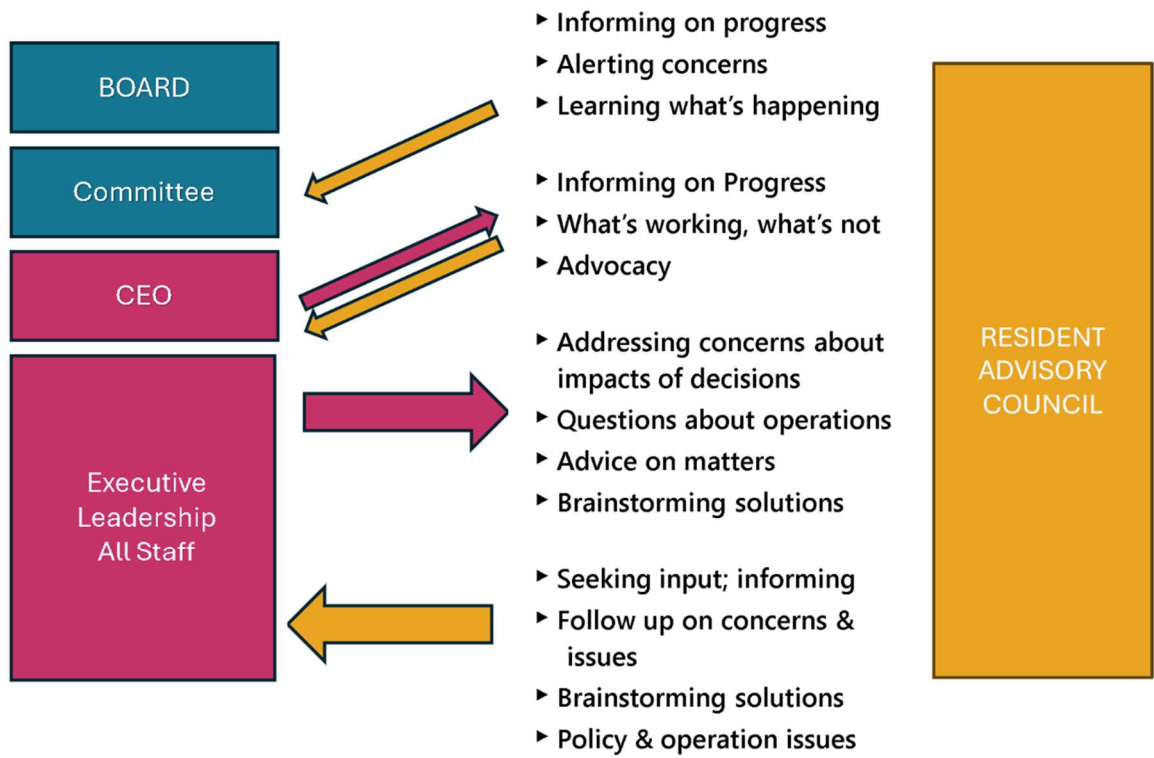 BOARD
Committee
CEO
Executive
Leadership
All Staff
‣ Informing on progress
‣ Alerting concerns
‣ Learning what’s happening
‣ Informing on Progress
‣ What’s working, what’s not
‣ Advocacy
‣ Addressing concerns about
impacts of decisions
‣ Questions about operations
‣ Advice on matters
‣ Brainstorming solutions
‣ Seeking input; informing
‣ Follow up on concerns &
issues
‣ Brainstorming solutions
‣ Policy & operation issues
RESIDENT
ADVISORY
COUNCIL